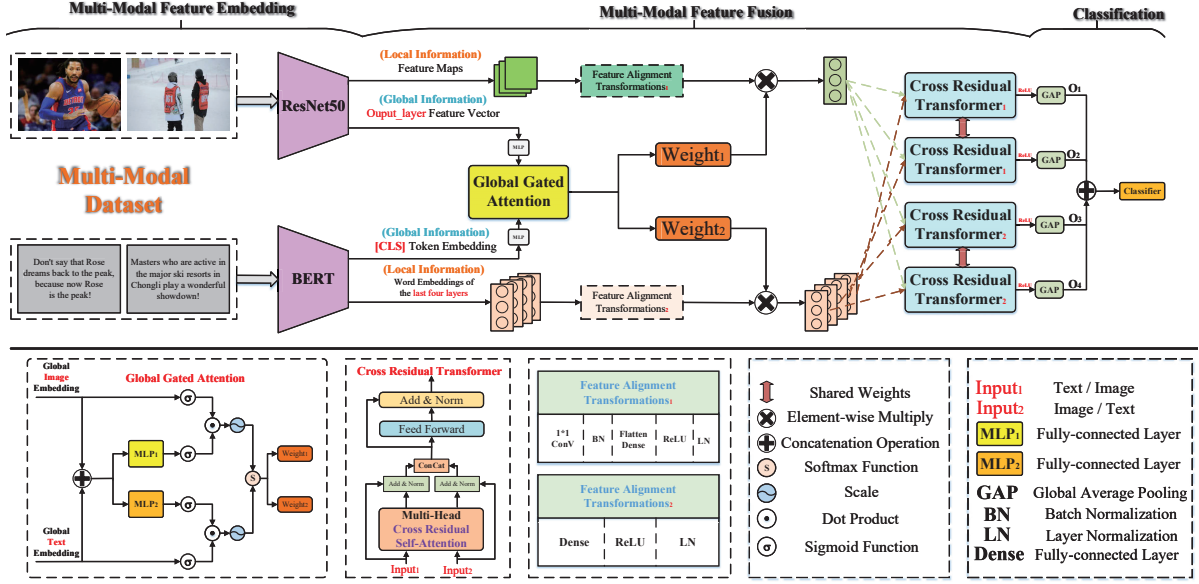 Multi-Modal Feature Embedding
Multi-Modal Feature Fusion
Classification
(Local Information)
Feature Maps
(Global Information)
Ouput_layer Feature Vector
ResNet50
MLP
Feature Alignment
Transformations1
Multi-Modal
Dataset
Global Gated
Attention
Weight1
Weight2
(Global Information)
[CLS] Token Embedding
MLP
(Local Information)
Word Embeddings of
the last four layers
BERT
Don't say that Rose
dreams back to the peak,
because now Rose
is the peak!
Masters who are active in
the major ski resorts in
Chongli play a wonderful
showdown!
Feature Alignment
Transformations2
Cross Residual
Transformer1
ReLU
GAP
O1
Cross Residual
Transformer1
ReLU
GAP
O2
Cross Residual
Transformer2
ReLU
GAP
O3
Cross Residual
Transformer2
ReLU
GAP
O4
Classifier
Global
Image
Embedding
Global Gated Attention
σ
MLP1
σ
MLP2
σ
S
Weight1
Weight2
Global
Text
Embedding
σ
Cross Residual Transformer
Add & Norm
Feed Forward
ConCat
Add & Norm
Add & Norm
Multi-Head
Cross Residual
Self-Attention
Input1
Input2
Feature Alignment
Transformations1
1*1
ConV
BN
Flatten
Dense
ReLU
LN
Feature Alignment
Transformations2
Dense
ReLU
LN
Shared Weights
Element-wise Multiply
Concatenation Operation
S
Softmax Function
Scale
Dot Product
σ
Sigmoid Function
Input1
Text / Image
Input2
Image / Text
MLP1
Fully-connected Layer
MLP2
Fully-connected Layer
GAP
Global Average Pooling
BN
Batch Normalization
LN
Layer Normalization
Dense
Fully-connected Layer